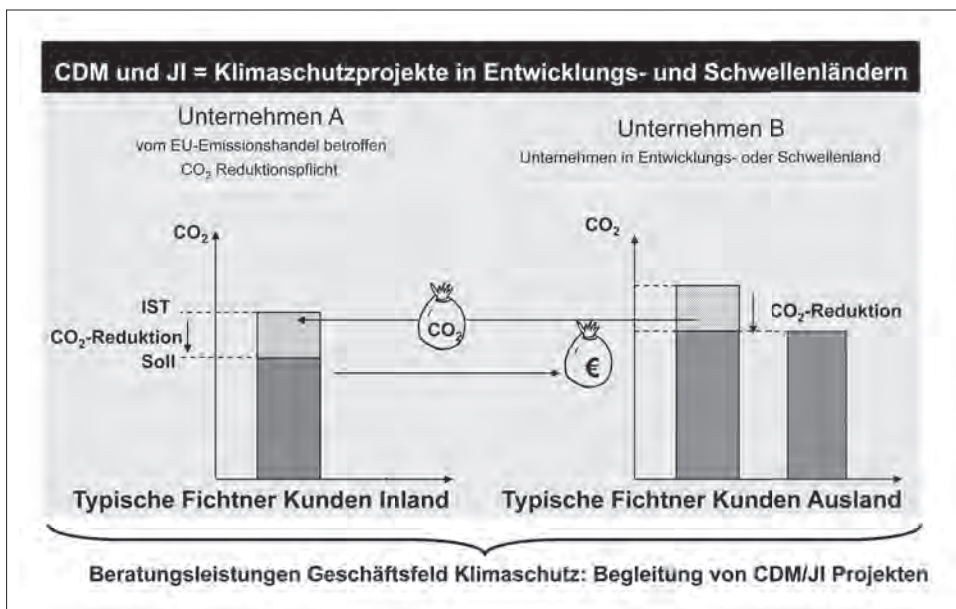 CDM und JI = Klimaschutzprojekte in Entwicklungs- und Schwellenländern
Unternehmen A
vom EU-Emissionshandel betroffen
CO₂ Reduktionspflicht
CO₂
IST
CO₂-Reduktion
Soll
Typische Fichtner Kunden Inland
CO₂
€
Unternehmen B
Unternehmen in Entwicklungs- oder Schwellenland
CO₂
CO₂-Reduktion
Typische Fichtner Kunden Ausland
Beratungsleistungen Geschäftsfeld Klimaschutz: Begleitung von CDM/JI Projekten